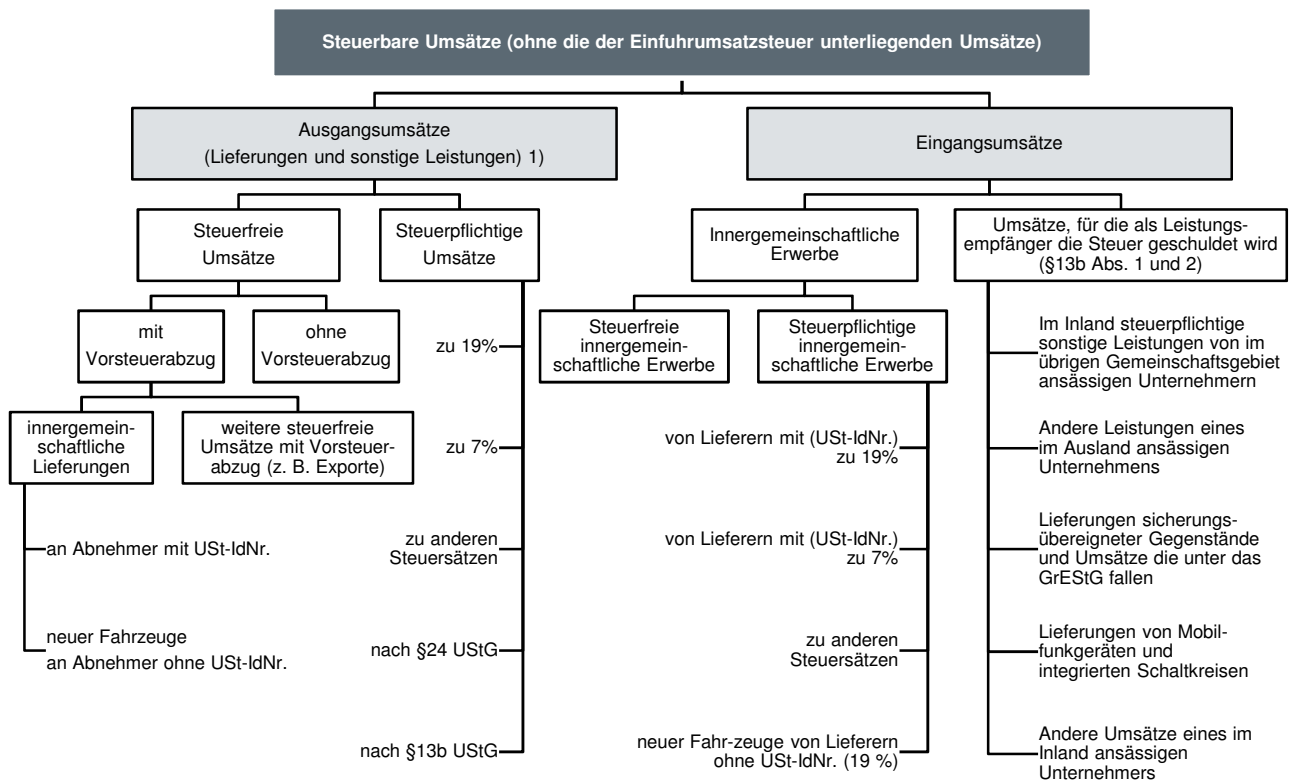 Steuerbare Umsätze (ohne die der Einfuhrumsatzsteuer unterliegenden Umsätze)
Ausgangsumsätze
(Lieferungen und sonstige Leistungen) 1)
Eingangsumsätze
Steuerfreie
Umsätze
Steuerpflichtige
Umsätze
Innergemeinschaftliche
Erwerbe
Umsätze, für die als Leistungs-
empfänger die Steuer geschuldet wird
(§13b Abs. 1 und 2)
mit
Vorsteuerabzug
ohne
Vorsteuerabzug
innergemein-
schaftliche
Lieferungen
weitere steuerfreie
Umsätze mit Vorsteuer-
abzug (z. B. Exporte)
an Abnehmer mit USt-IdNr.
neuer Fahrzeuge
an Abnehmer ohne USt-IdNr.
zu 19%
zu 7%
zu anderen
Steuersätzen
nach §24 UStG
nach §13b UStG
Steuerfreie
innergemein-
schaftliche Erwerbe
Steuerpflichtige
innergemein-
schaftliche Erwerbe
von Lieferern mit (USt-IdNr.)
zu 19%
von Lieferern mit (USt-IdNr.)
zu 7%
zu anderen
Steuersätzen
neuer Fahr-zeuge von Lieferern
ohne USt-IdNr. (19 %)
Im Inland steuerpflichtige
sonstige Leistungen von im
übrigen Gemeinschaftsgebiet
ansässigen Unternehmern
Andere Leistungen eines
im Ausland ansässigen
Unternehmens
Lieferungen sicherungs-
übereigneter Gegenstände
und Umsätze die unter das
GrEStG fallen
Lieferungen von Mobil-
funkgeräten und
integrierten Schaltkreisen
Andere Umsätze eines im
Inland ansässigen
Unternehmers